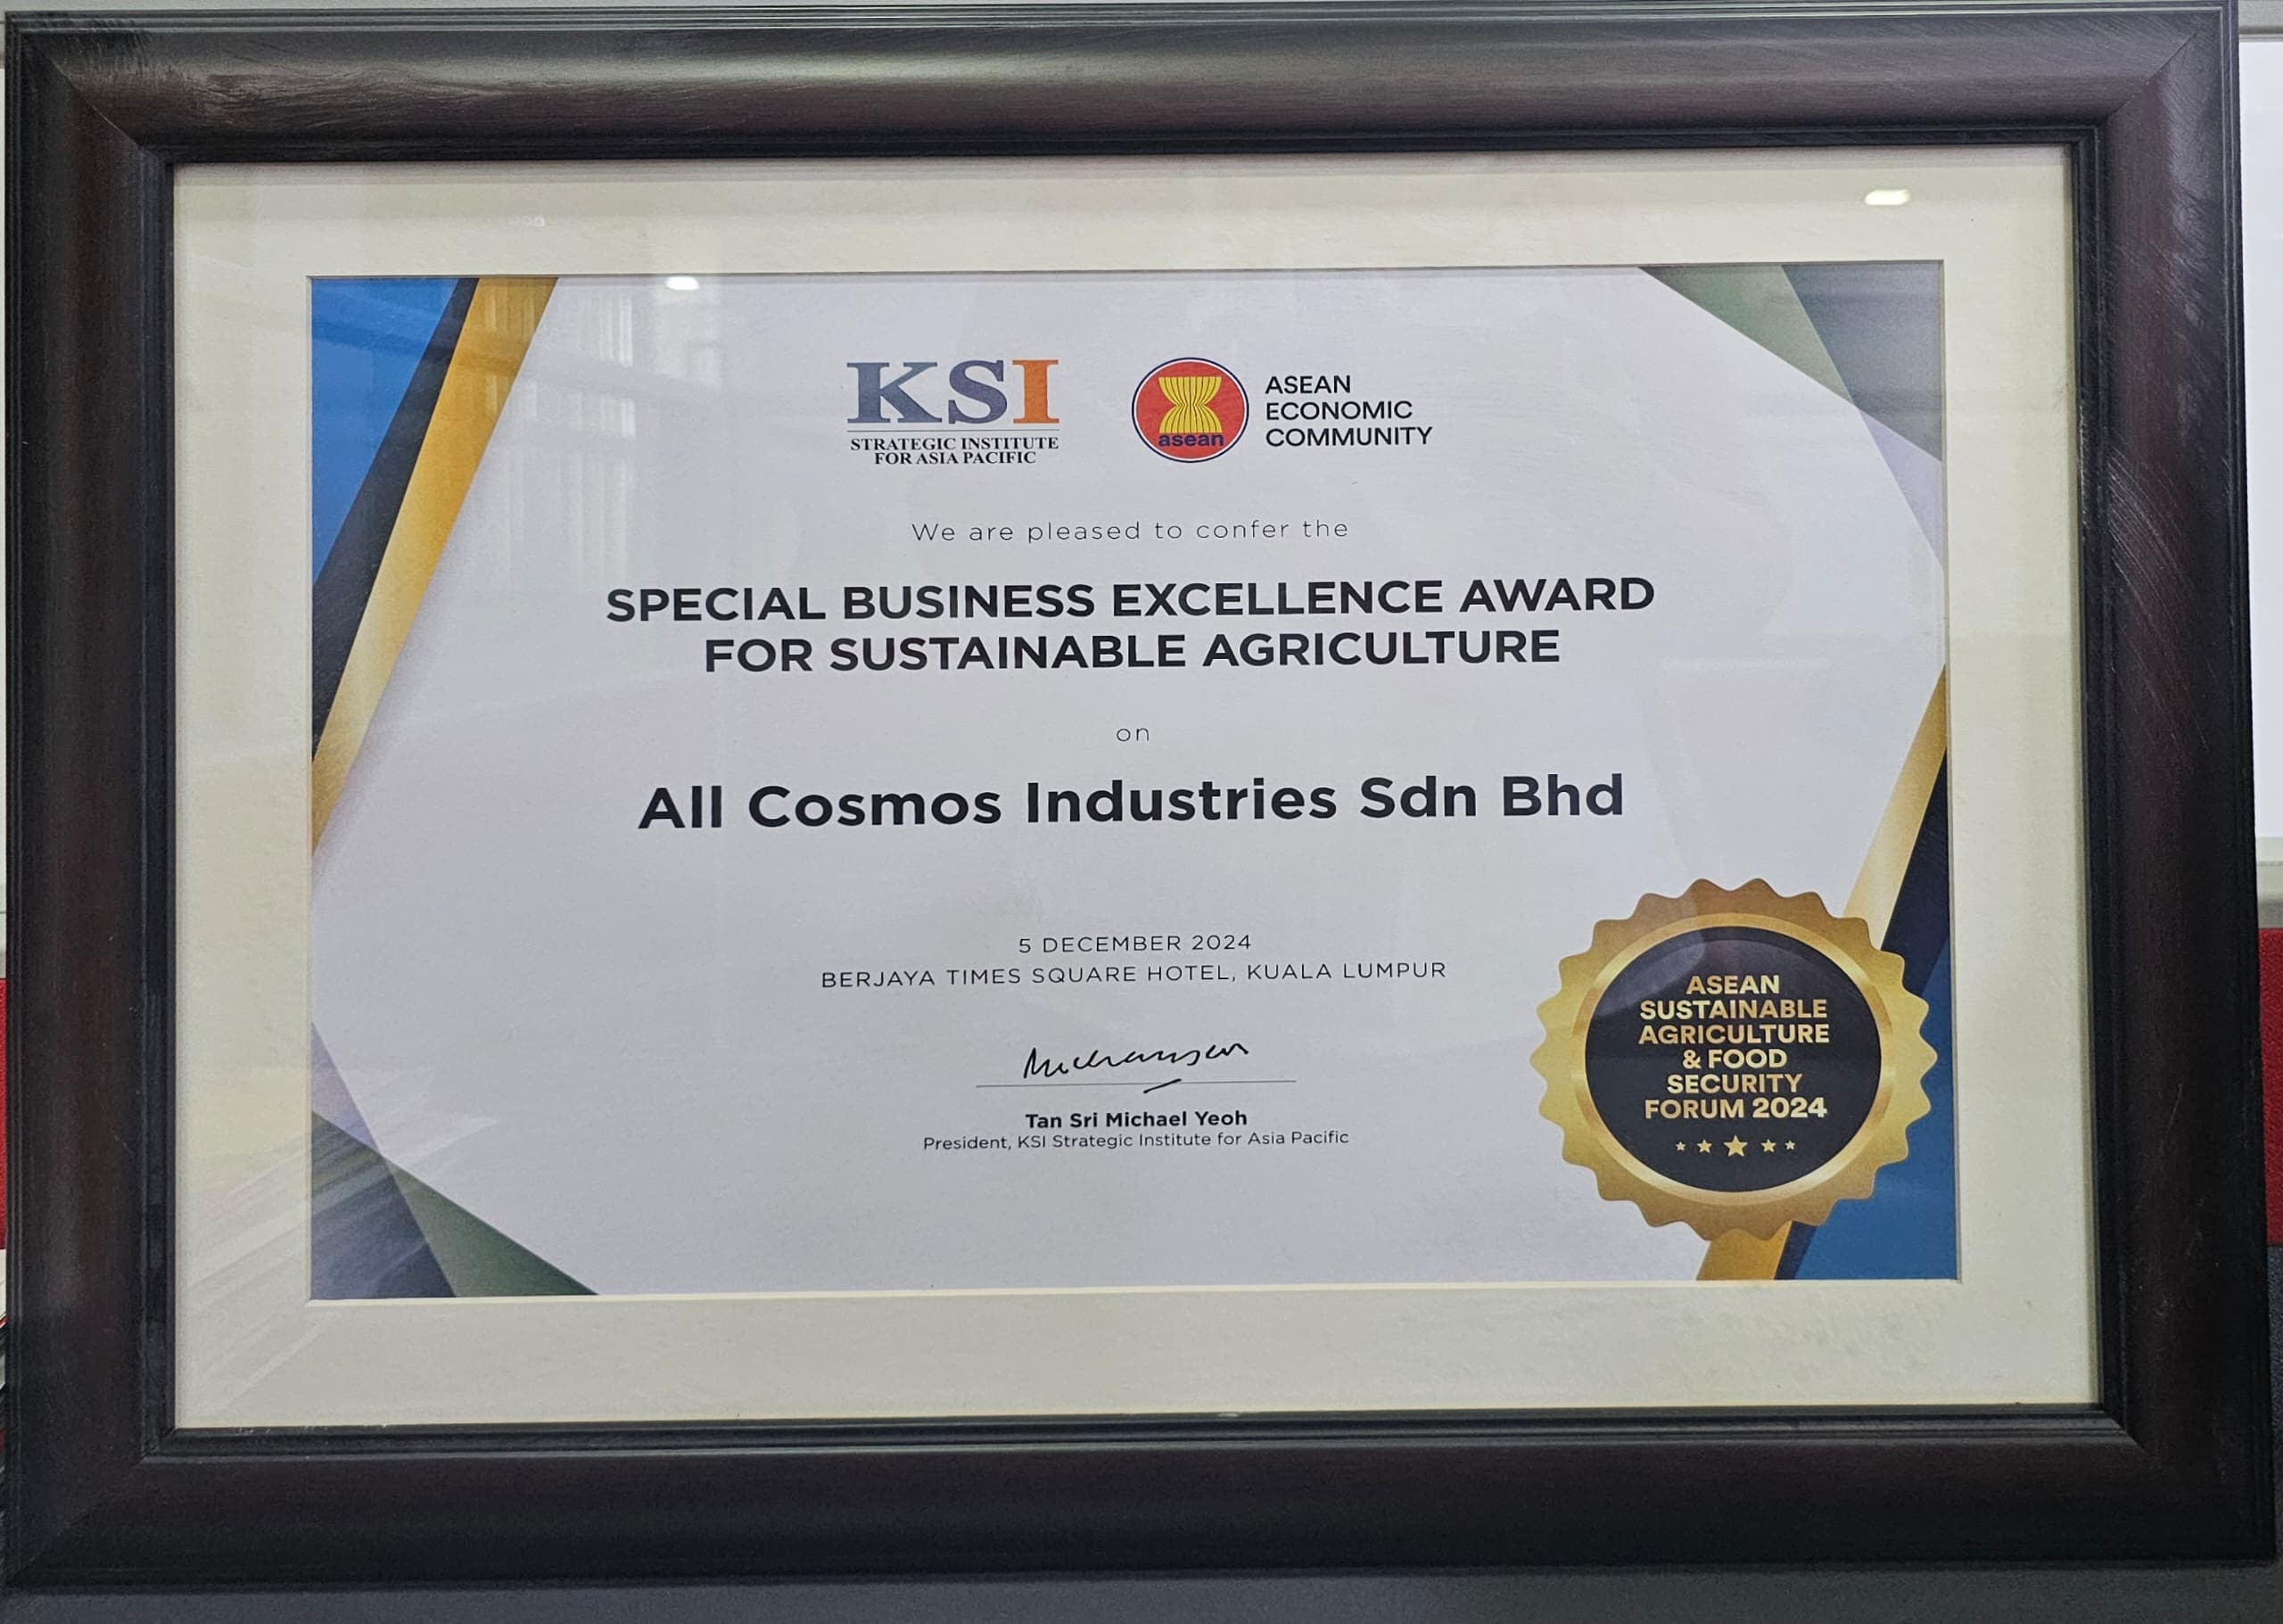 KSI
STRATEGIC INSTITUTE
FOR ASIA PACIFIC
asean
ASEAN
ECONOMIC
COMMUNITY
We are pleased to confer the
SPECIAL BUSINESS EXCELLENCE AWARD
FOR SUSTAINABLE AGRICULTURE
on
All Cosmos Industries Sdn Bhd
5 DECEMBER 2024
BERJAYA TIMES SQUARE HOTEL, KUALA LUMPUR
Tan Sri Michael Yeoh
President, KSI Strategic Institute for Asia Pacific
ASEAN
SUSTAINABLE
AGRICULTURE
& FOOD
SECURITY
FORUM 2024